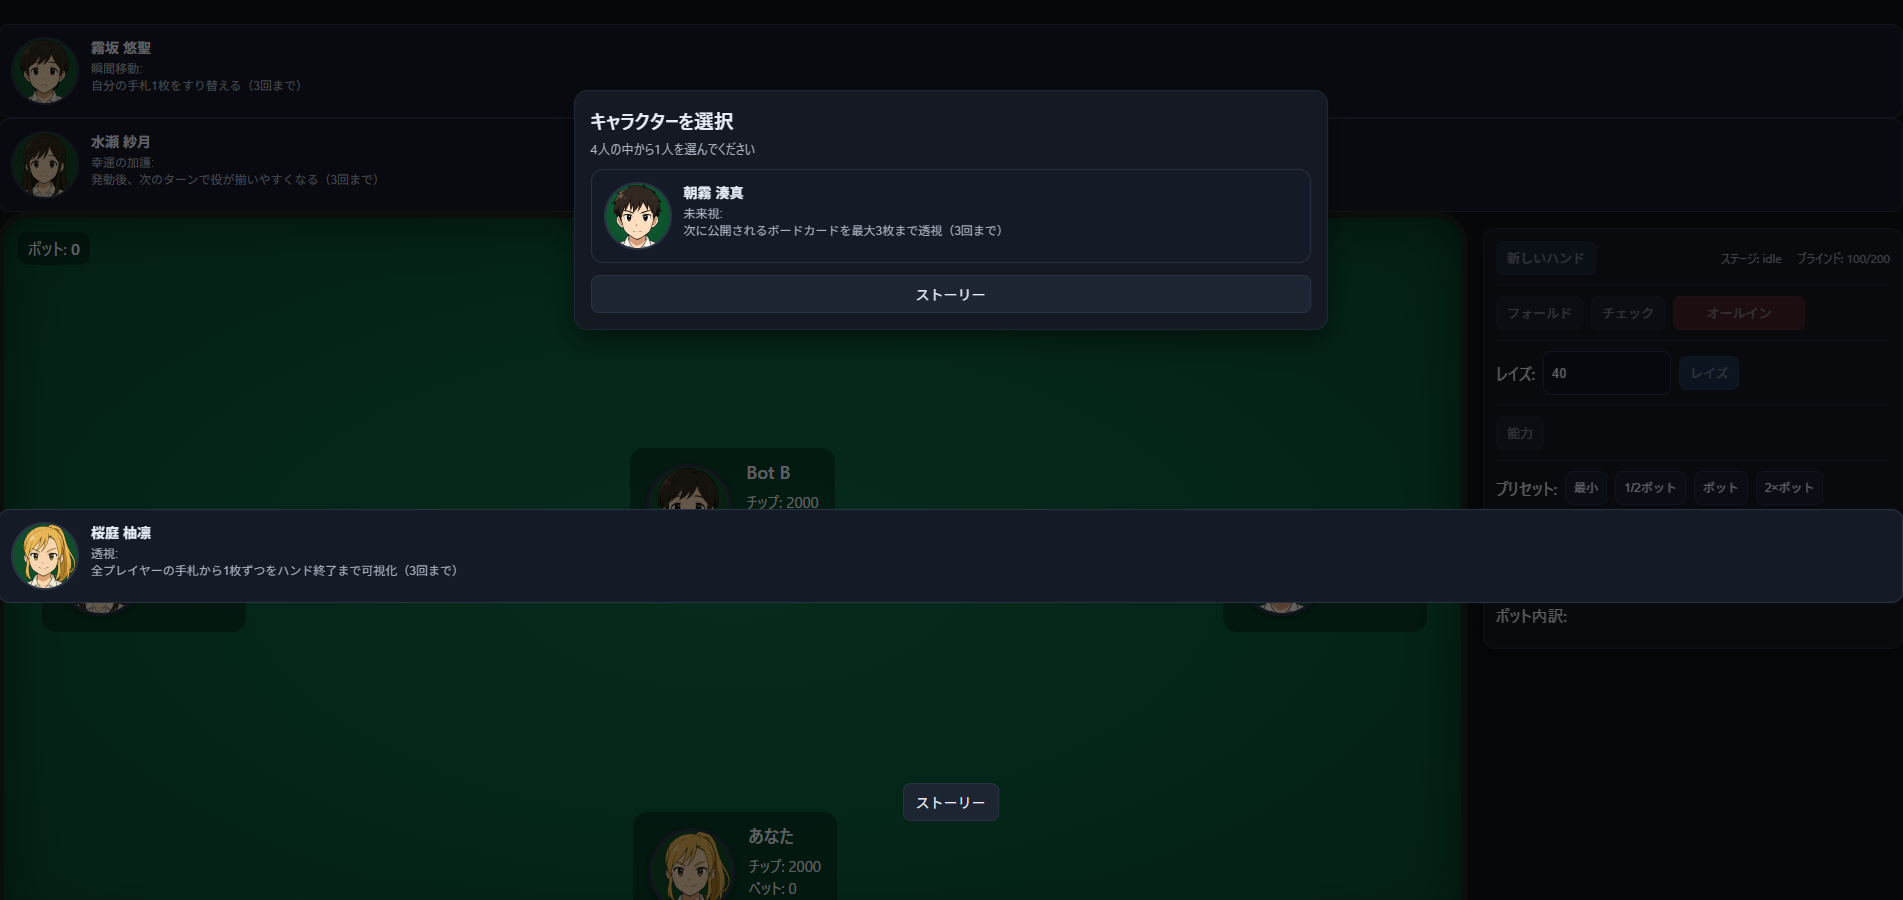 霧坂 悠聖
瞬間移動:
自分の手札1枚をすり替える（3回まで）
水瀬 紗月
幸運の加護:
発動後、次のターンで役が揃いやすくなる（3回まで）
キャラクターを選択
4人の中から1人を選んでください
朝霧 湊真
未来視:
次に公開されるボードカードを最大3枚まで透視（3回まで）
ストーリー
ポット: 0
新しいハンド
ステージ: idle
ブラインド: 100/200
フォールド
チェック
オールイン
レイズ:
40
レイズ
能力
プリセット:
最小
1/2ポット
ポット
2×ポット
Bot B
チップ: 2000
桜庭 柚凛
透視:
全プレイヤーの手札から1枚ずつをハンド終了まで可視化（3回まで）
ポット内訳:
ストーリー
あなた
チップ: 2000
ベット: 0